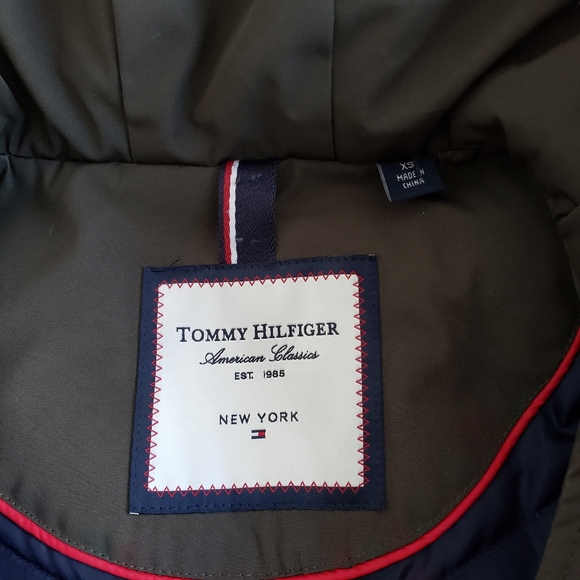 XS
MADE IN
CHINA
TOMMY HILFIGER
American Classics
EST. 1985
NEW YORK